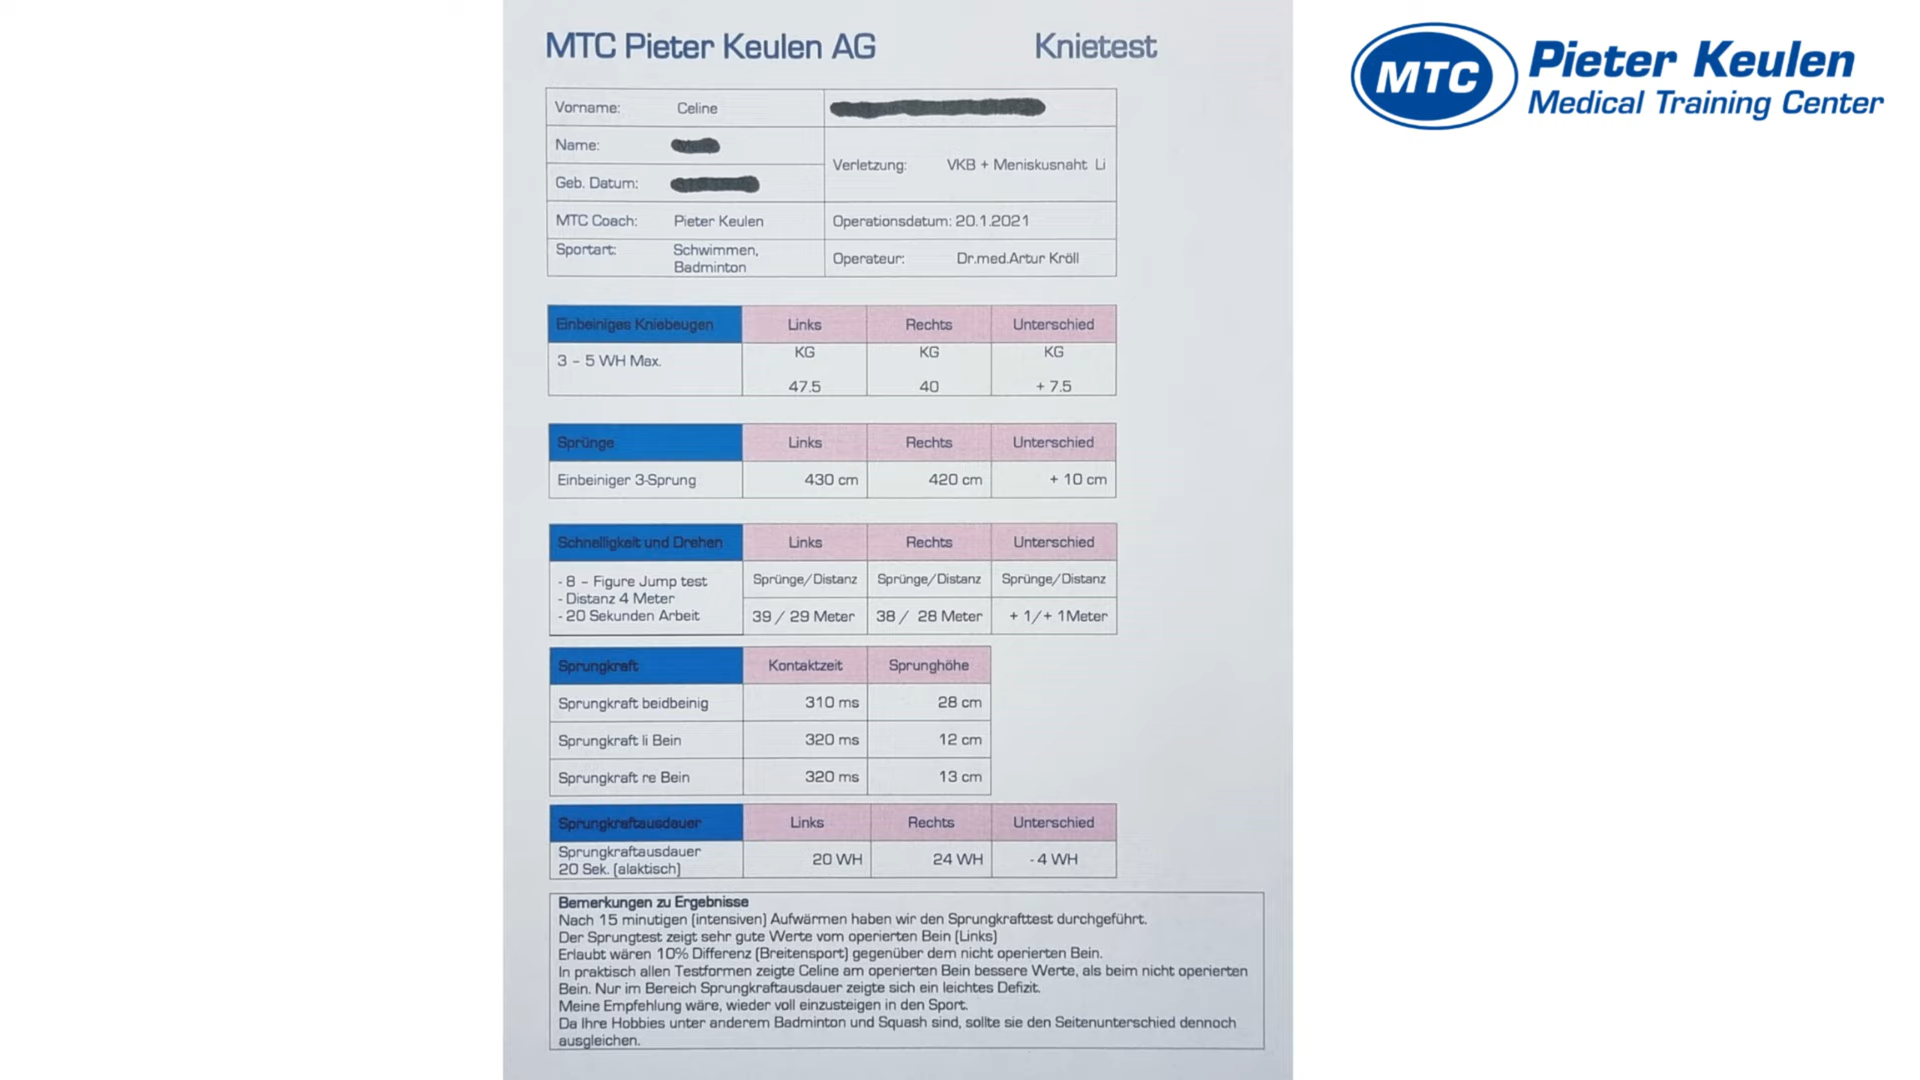 MTC Pieter Keulen AG Knietest
MTC Pieter Keulen
Medical Training Center
Vorname: Celine
Name:
Geb. Datum:
Verletzung: VKB + Meniskusnaht Li
MTC Coach: Pieter Keulen Operationsdatum: 20.1.2021
Sportart: Schwimmen,
Badminton
Operateur: Dr.med.Artur Kröll
Einbeiniges Kniebeugen Links Rechts Unterschied
3 - 5 WH Max. KG KG KG
47.5 40 + 7.5
Sprünge Links Rechts Unterschied
Einbeiniger 3-Sprung 430 cm 420 cm + 10 cm
Schnelligkeit und Drehen Links Rechts Unterschied
- 8 - Figure Jump test Sprünge/Distanz Sprünge/Distanz Sprünge/Distanz
- Distanz 4 Meter
- 20 Sekunden Arbeit 39 / 29 Meter 38 / 28 Meter + 1/+ 1Meter
Sprungkraft Kontaktzeit Sprunghöhe
Sprungkraft beidbeinig 310 ms 28 cm
Sprungkraft li Bein 320 ms 12 cm
Sprungkraft re Bein 320 ms 13 cm
Sprungkraftausdauer Links Rechts Unterschied
Sprungkraftausdauer
20 Sek. (alaktisch) 20 WH 24 WH - 4 WH
Bemerkungen zu Ergebnisse
Nach 15 minutigen (intensiven) Aufwärmen haben wir den Sprungkrafttest durchgeführt.
Der Sprungtest zeigt sehr gute Werte vom operierten Bein (Links)
Erlaubt wären 10% Differenz (Breitensport) gegenüber dem nicht operierten Bein.
In praktisch allen Testformen zeigte Celine am operierten Bein bessere Werte, als beim nicht operierten
Bein. Nur im Bereich Sprungkraftausdauer zeigte sich ein leichtes Defizit.
Meine Empfehlung wäre, wieder voll einzusteigen in den Sport.
Da Ihre Hobbies unter anderem Badminton und Squash sind, sollte sie den Seitenunterschied dennoch
ausgleichen.